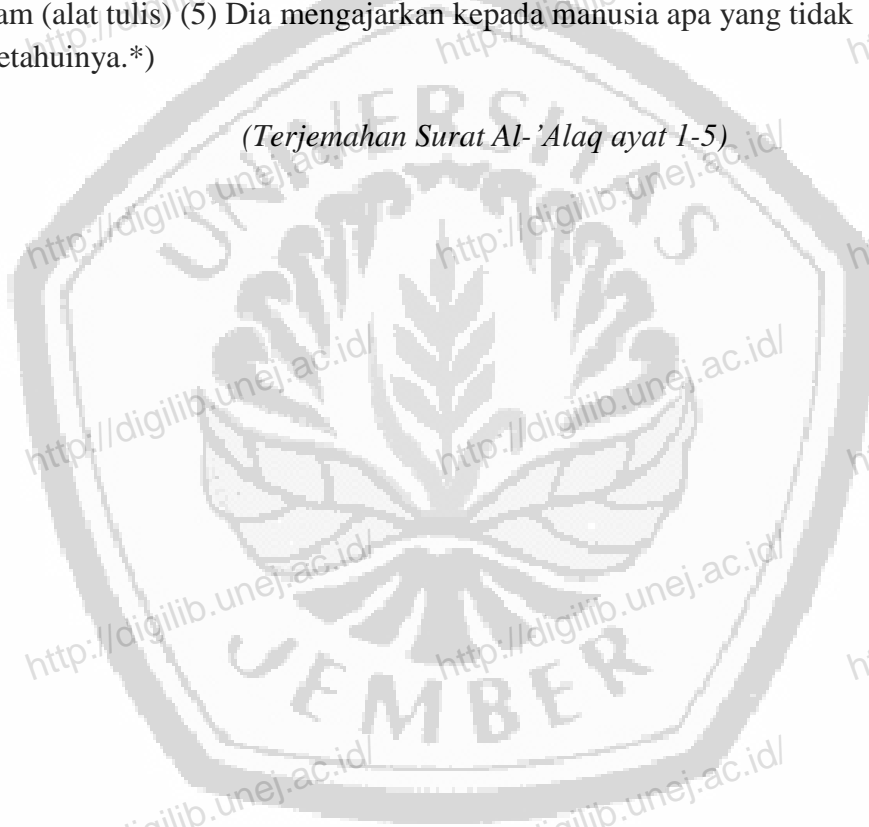 am (alat tulis) (5) Dia mengajarkan kepada manusia apa yang tidak
etahuinya.*)
(Terjemahan Surat Al-'Alaq ayat 1-5)
UNIVERSITAS
http://digilib.unej.ac.id/
http://digilib.unej.ac.id/
http://digilib.unej.ac.id/
http://digilib.unej.ac.id/
http://digilib.unej.ac.id/
http://digilib.unej.ac.id/
JEMBER